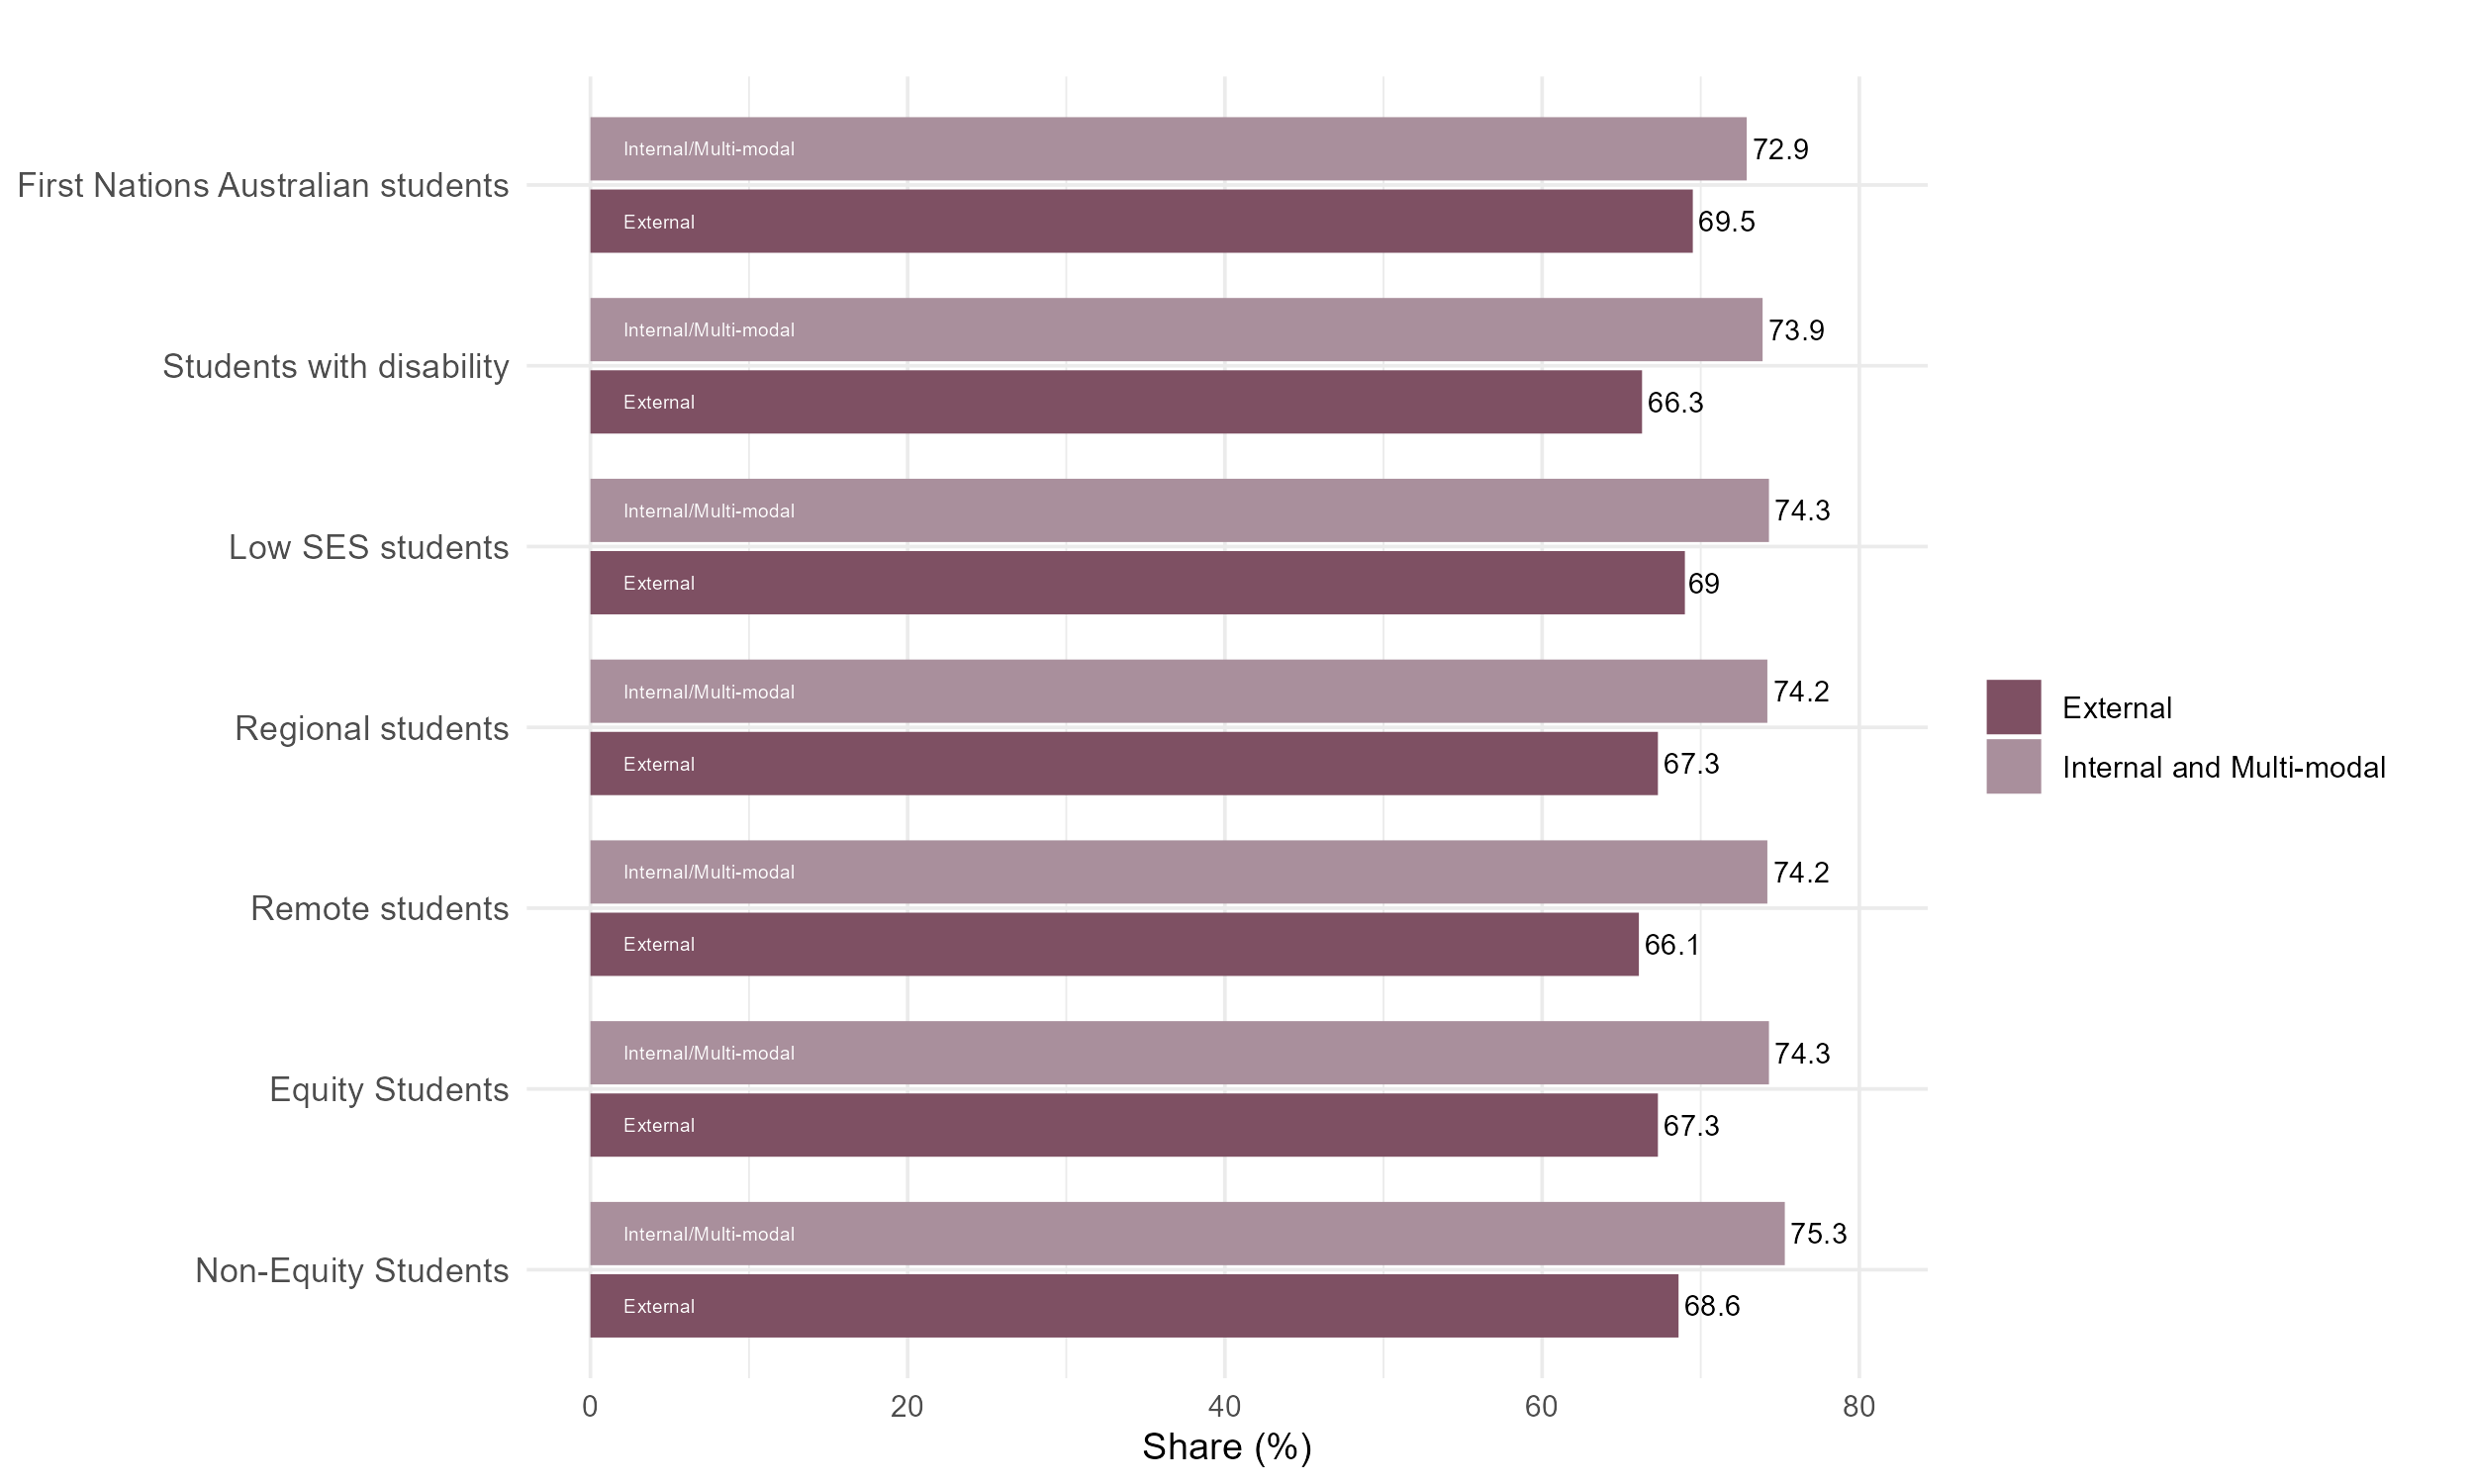 Internal/Multi-modal 72.9
First Nations Australian students
External 69.5
Internal/Multi-modal 73.9
Students with disability
External 66.3
Internal/Multi-modal 74.3
Low SES students
External 69
Internal/Multi-modal 74.2
Regional students
External 67.3
Internal/Multi-modal 74.2
Remote students
External 66.1
Internal/Multi-modal 74.3
Equity Students
External 67.3
Internal/Multi-modal 75.3
Non-Equity Students
External 68.6
0 20 40 60 80
Share (%)
External
Internal and Multi-modal